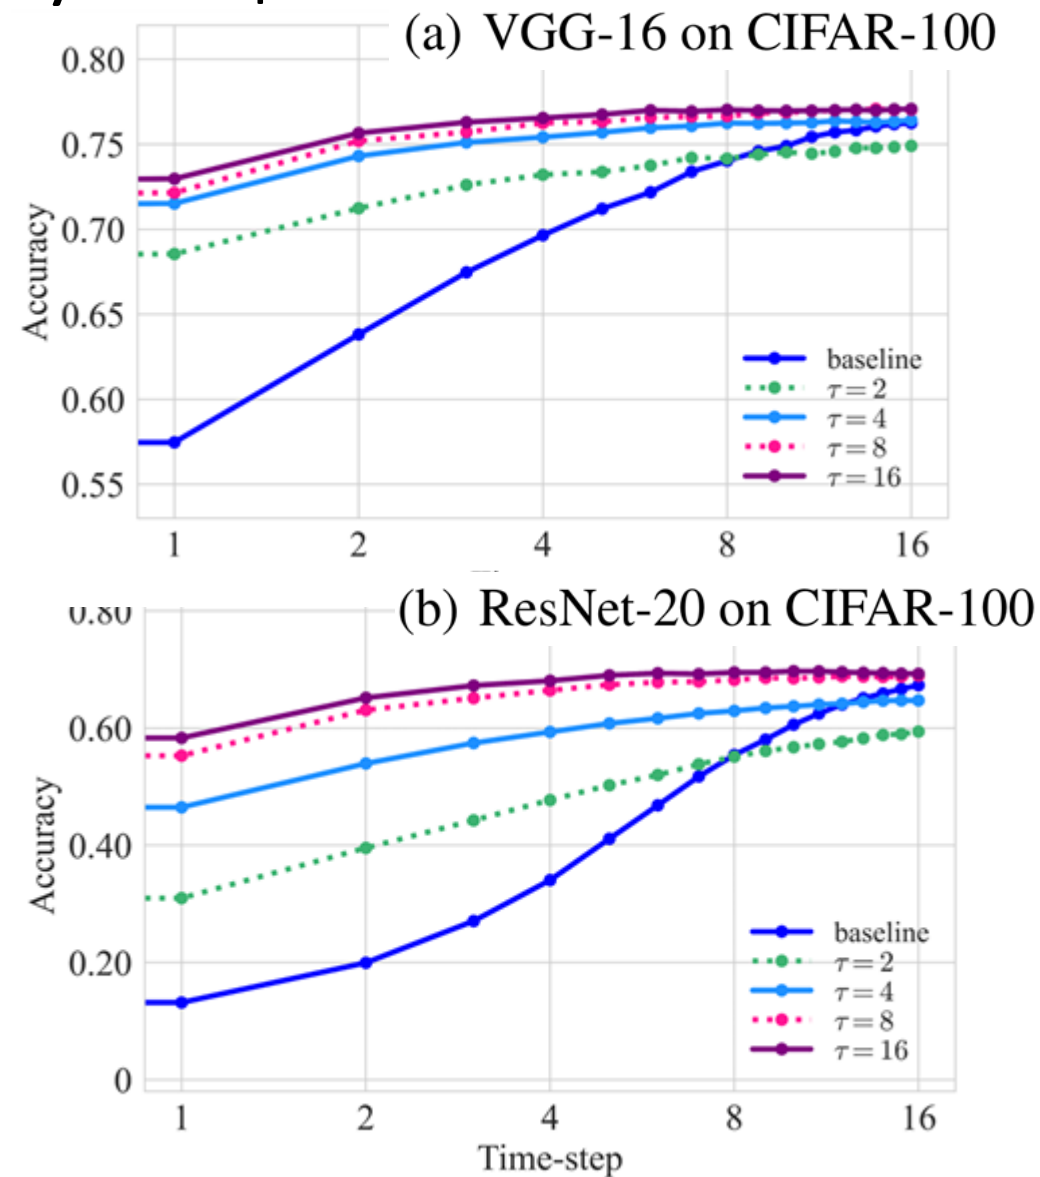 (a) VGG-16 on CIFAR-100
0.80
0.75
0.70
0.65
0.60
0.55
Accuracy
baseline
τ=2
τ=4
τ=8
τ=16
1 2 4 8 16
(b) ResNet-20 on CIFAR-100
0.80
0.60
0.40
0.20
0
Accuracy
baseline
τ=2
τ=4
τ=8
τ=16
1 2 4 8 16
Time-step